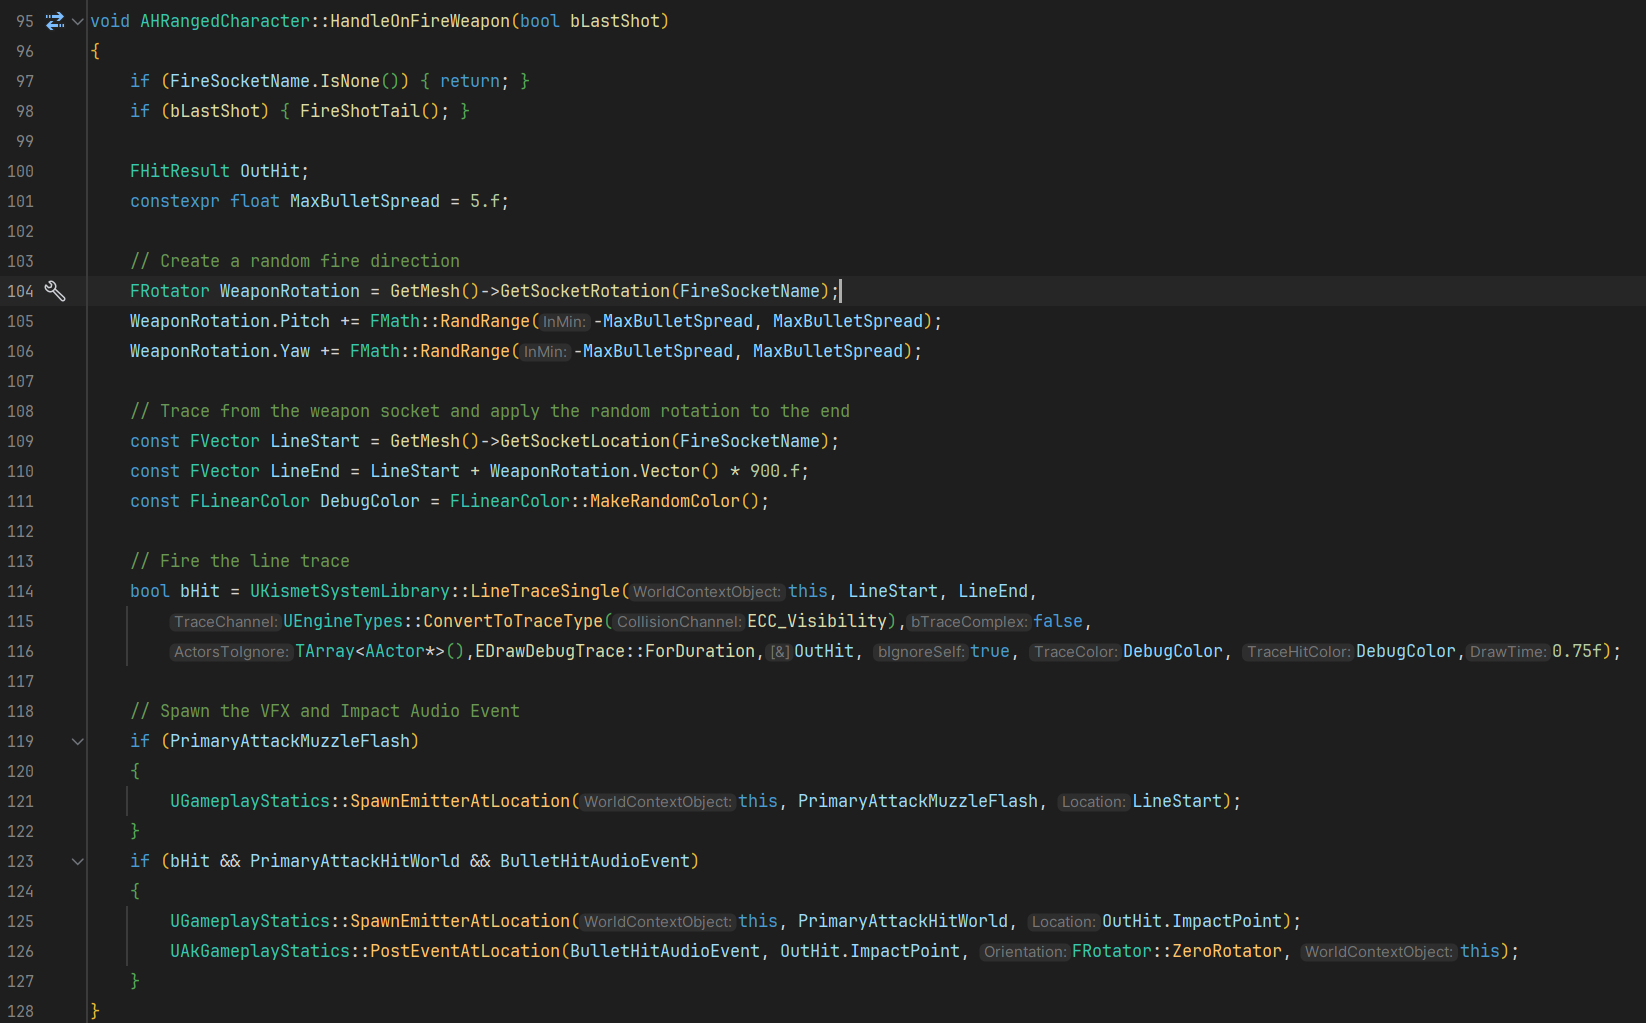 95 void AHRangedCharacter::HandleOnFireWeapon(bool bLastShot)
96 {
97 if (FireSocketName.IsNone()) { return; }
98 if (bLastShot) { FireShotTail(); }
99
100 FHitResult OutHit;
101 constexpr float MaxBulletSpread = 5.f;
102
103 // Create a random fire direction
104 FRotator WeaponRotation = GetMesh()->GetSocketRotation(FireSocketName);
105 WeaponRotation.Pitch += FMath::RandRange( InMin: -MaxBulletSpread, MaxBulletSpread);
106 WeaponRotation.Yaw += FMath::RandRange( InMin: -MaxBulletSpread, MaxBulletSpread);
107
108 // Trace from the weapon socket and apply the random rotation to the end
109 const FVector LineStart = GetMesh()->GetSocketLocation(FireSocketName);
110 const FVector LineEnd = LineStart + WeaponRotation.Vector() * 900.f;
111 const FLinearColor DebugColor = FLinearColor::MakeRandomColor();
112
113 // Fire the line trace
114 bool bHit = UKismetSystemLibrary::LineTraceSingle( WorldContextObject: this, LineStart, LineEnd,
115 TraceChannel: UEngineTypes::ConvertToTraceType( CollisionChannel: ECC_Visibility), bTraceComplex: false,
116 ActorsToIgnore: TArray<AActor*>(),EDrawDebugTrace::ForDuration, [&] OutHit, bIgnoreSelf: true, TraceColor: DebugColor, TraceHitColor: DebugColor, DrawTime: 0.75f);
117
118 // Spawn the VFX and Impact Audio Event
119 if (PrimaryAttackMuzzleFlash)
120 {
121 UGameplayStatics::SpawnEmitterAtLocation( WorldContextObject: this, PrimaryAttackMuzzleFlash, Location: LineStart);
122 }
123 if (bHit && PrimaryAttackHitWorld && BulletHitAudioEvent)
124 {
125 UGameplayStatics::SpawnEmitterAtLocation( WorldContextObject: this, PrimaryAttackHitWorld, Location: OutHit.ImpactPoint);
126 UAkGameplayStatics::PostEventAtLocation(BulletHitAudioEvent, OutHit.ImpactPoint, Orientation: FRotator::ZeroRotator, WorldContextObject: this);
127 }
128 }